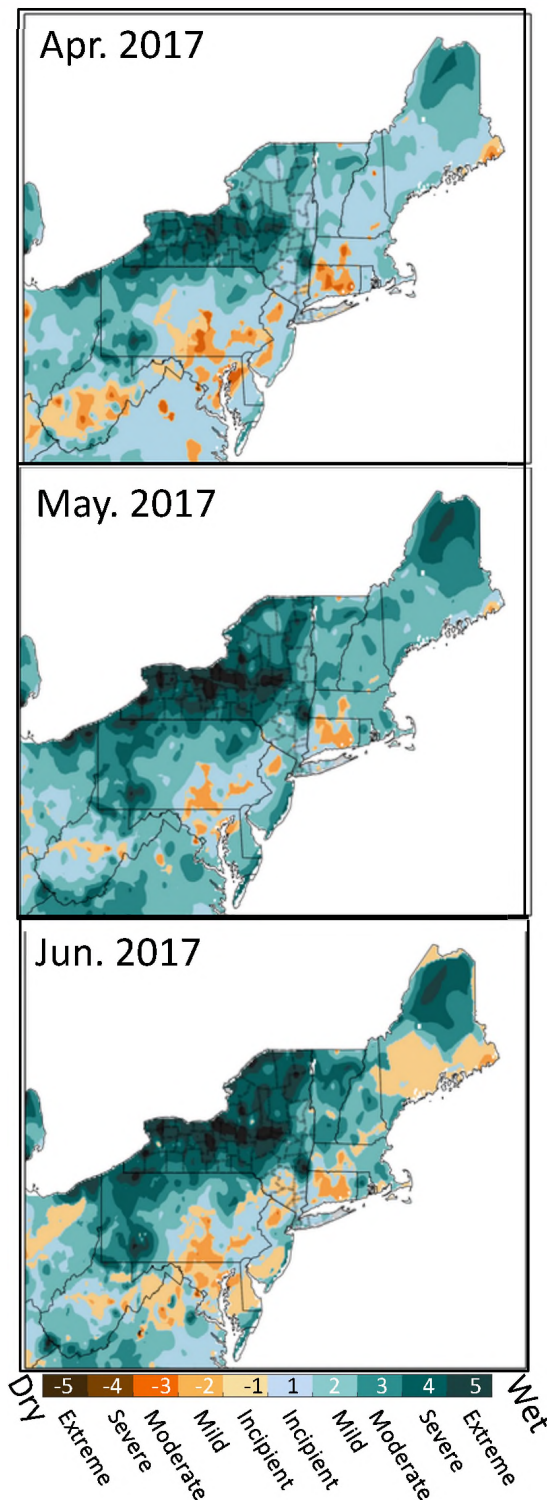 Apr. 2017
May. 2017
Jun. 2017
-5 -4 -3 -2 -1 1 2 3 4 5
Dry Extreme Severe Moderate Mild Incipient Incipient Mild Moderate Severe Extreme Wet